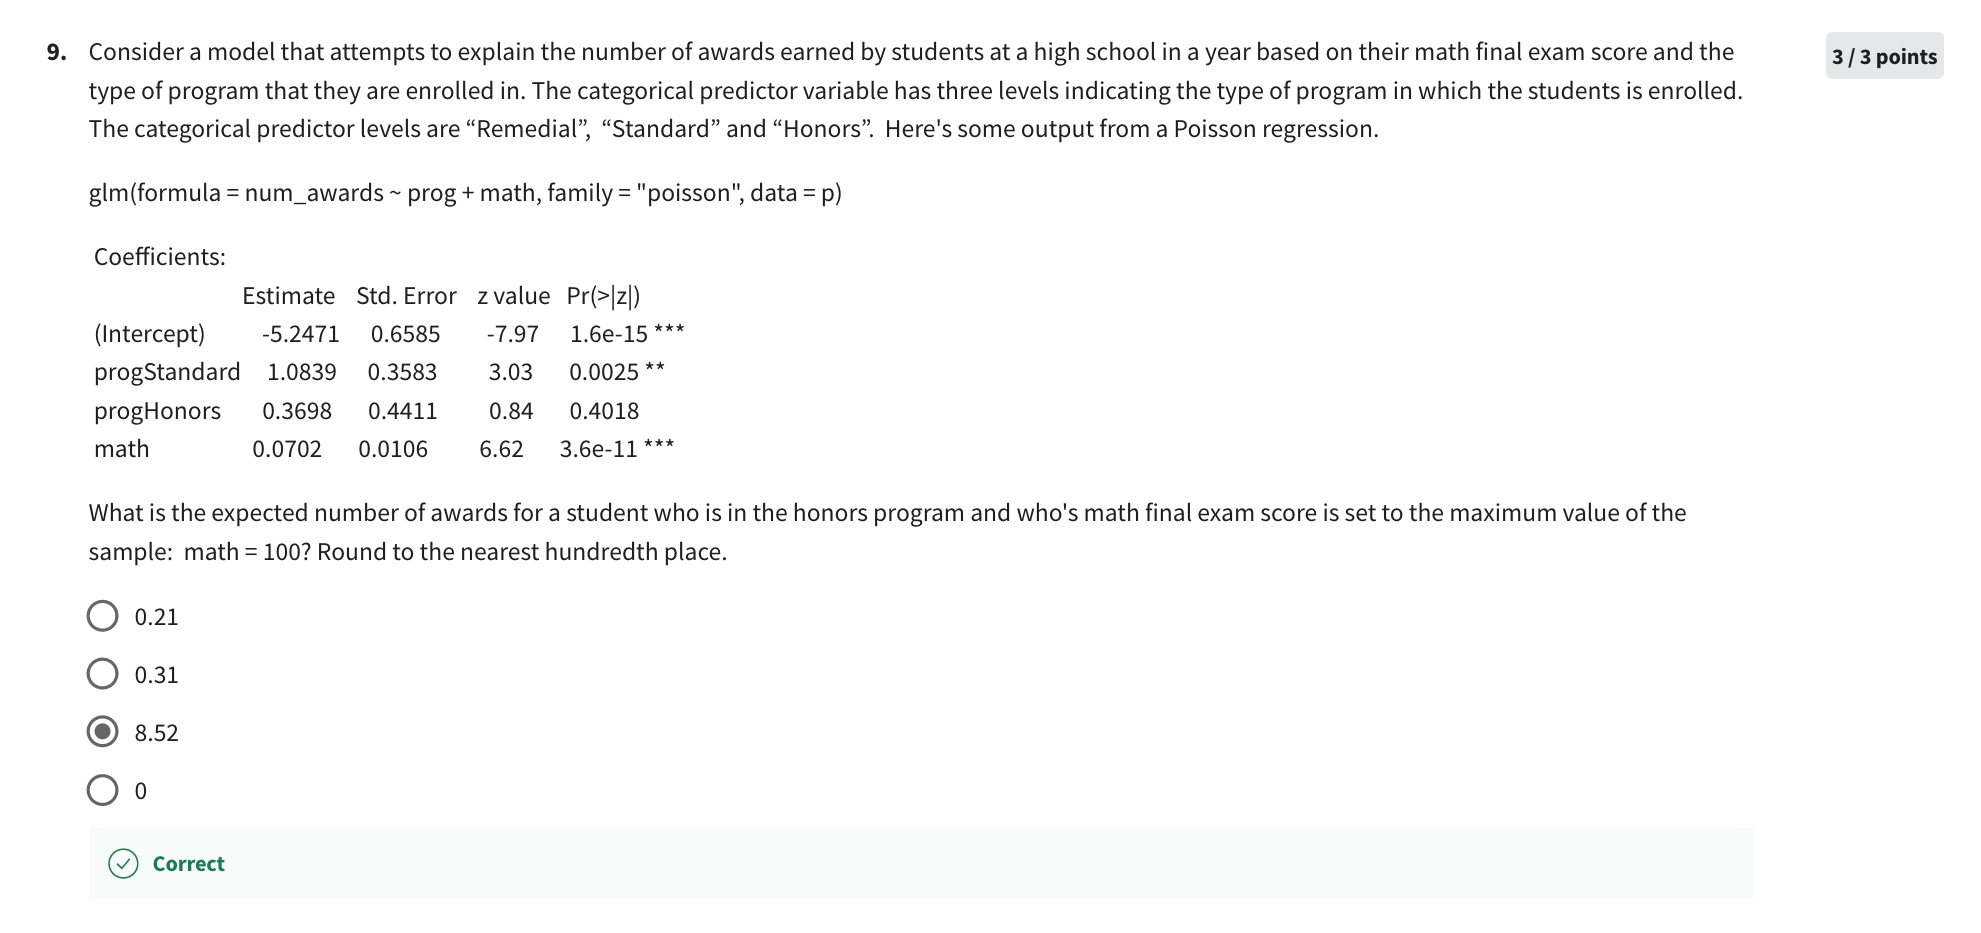 9. Consider a model that attempts to explain the number of awards earned by students at a high school in a year based on their math final exam score and the
3 / 3 points
type of program that they are enrolled in. The categorical predictor variable has three levels indicating the type of program in which the students is enrolled.
The categorical predictor levels are “Remedial”, “Standard” and “Honors”. Here's some output from a Poisson regression.
glm(formula = num_awards ~ prog + math, family = "poisson", data = p)
Coefficients:
Estimate Std. Error z value Pr(>|z|)
(Intercept) -5.2471 0.6585 -7.97 1.6e-15 ***
progStandard 1.0839 0.3583 3.03 0.0025 **
progHonors 0.3698 0.4411 0.84 0.4018
math 0.0702 0.0106 6.62 3.6e-11 ***
What is the expected number of awards for a student who is in the honors program and who's math final exam score is set to the maximum value of the
sample: math = 100? Round to the nearest hundredth place.
0.21
0.31
8.52
0
Correct